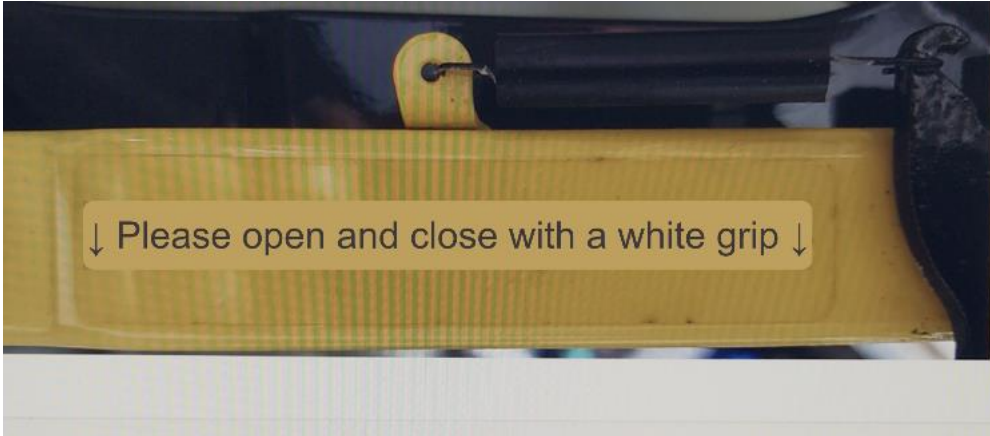 ↓ Please open and close with a white grip ↓